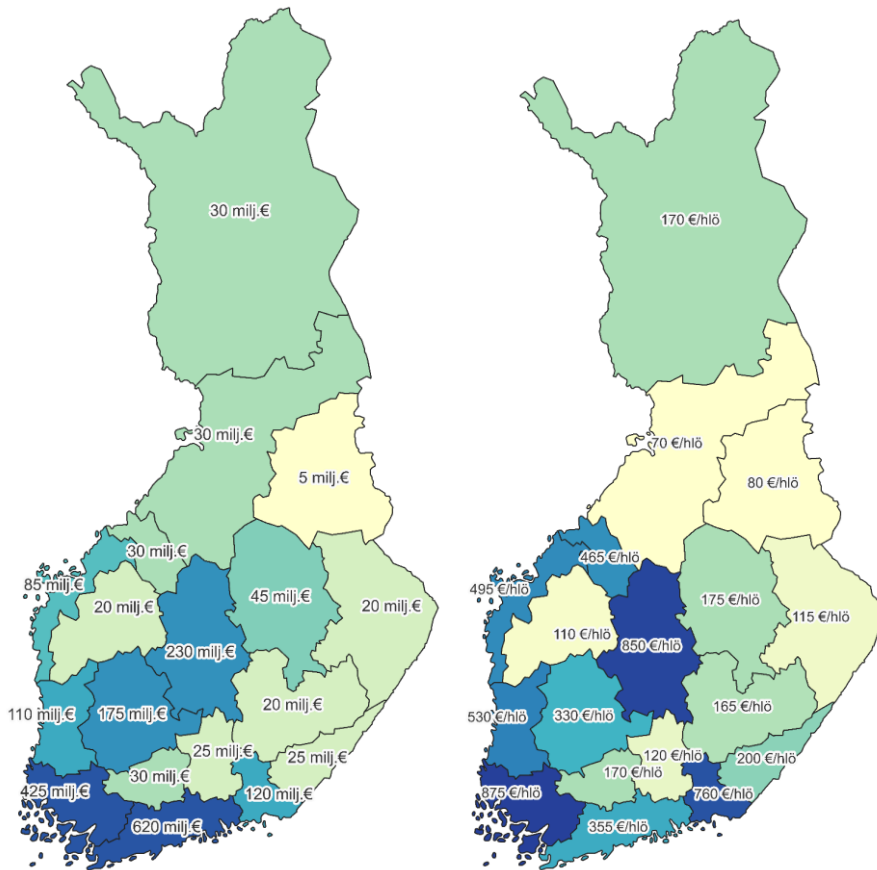 30 milj.€
30 milj.€
5 milj.€
30 milj.€
85 milj.€
20 milj.€
45 milj.€
20 milj.€
230 milj.€
110 milj.€
175 milj.€
20 milj.€
25 milj.€
25 milj.€
30 milj.€
425 milj.€
120 milj.€
620 milj.€
170 €/hlö
70 €/hlö
80 €/hlö
465 €/hlö
495 €/hlö
175 €/hlö
115 €/hlö
110 €/hlö
850 €/hlö
165 €/hlö
530 €/hlö
330 €/hlö
120 €/hlö
200 €/hlö
170 €/hlö
875 €/hlö
760 €/hlö
355 €/hlö